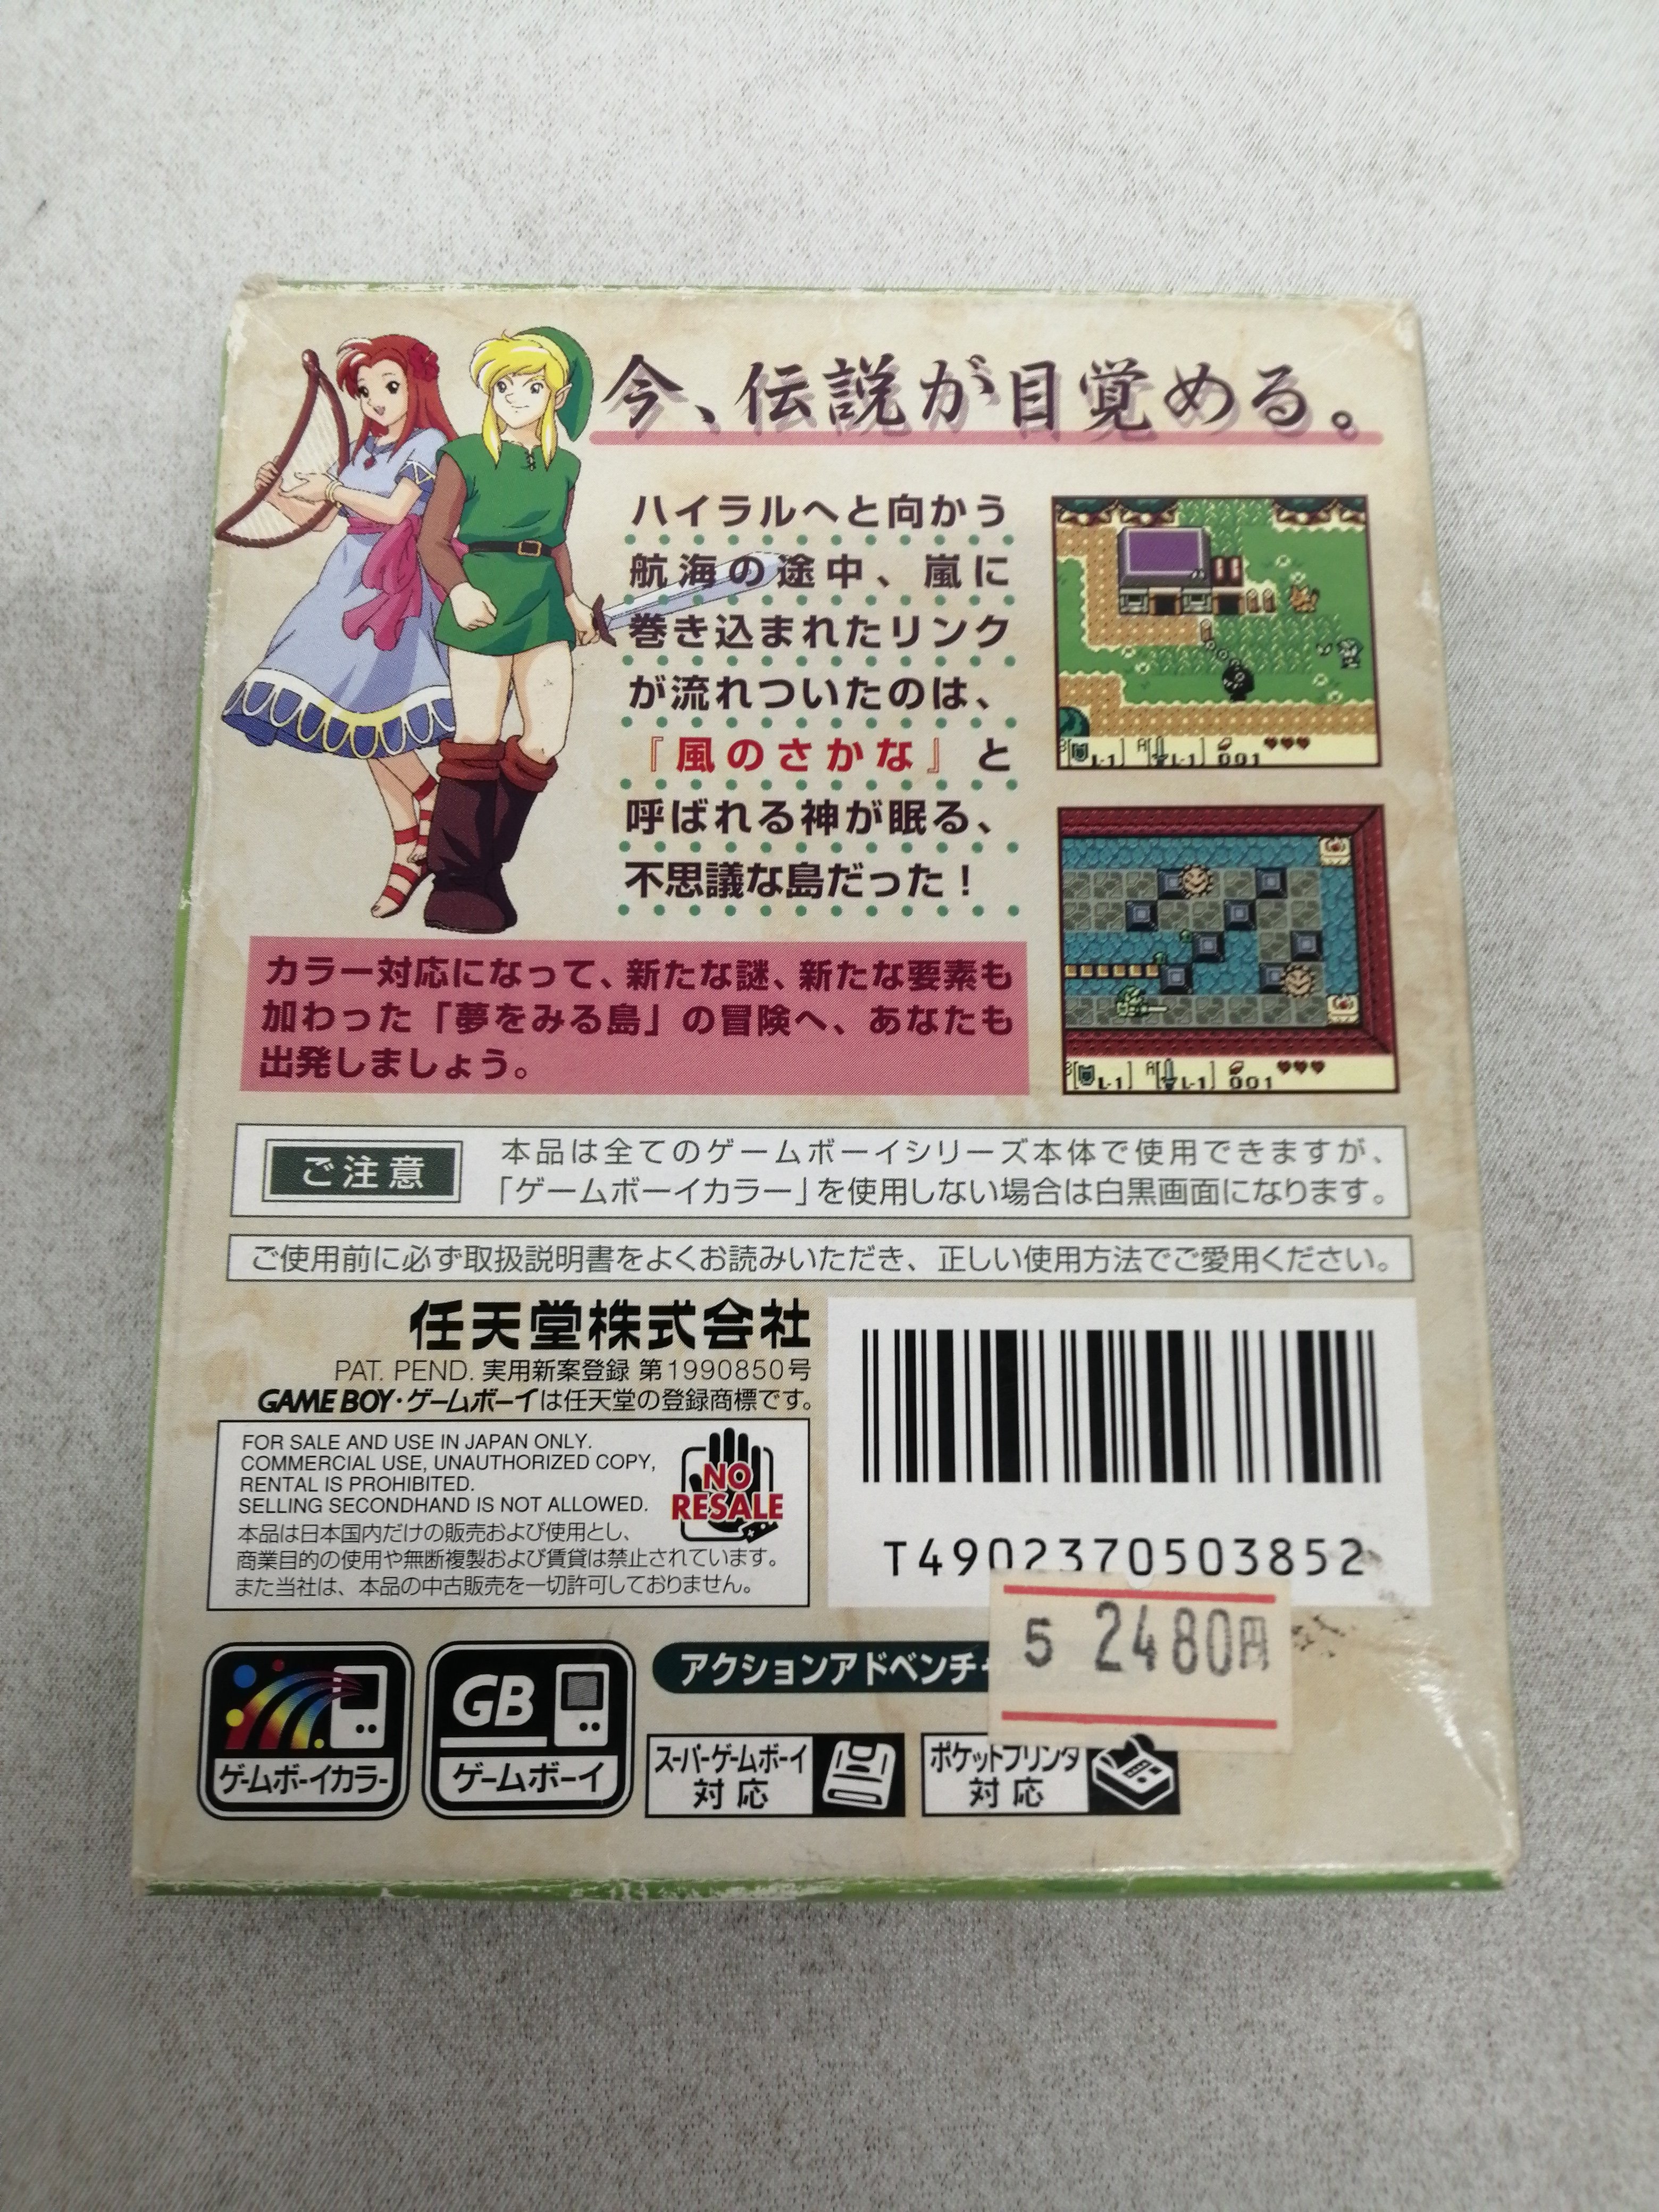 今、伝説が目覚める。
ハイラルへと向かう
航海の途中、嵐に
巻き込まれたリンク
が流れついたのは、
『風のさかな』と
呼ばれる神が眠る、
不思議な島だった！
B[L-1] A[L-1] 001
B[L-1] A[L-1] 001
カラー対応になって、新たな謎、新たな要素も
加わった「夢をみる島」の冒険へ、あなたも
出発しましょう。
ご注意
本品は全てのゲームボーイシリーズ本体で使用できますが、
「ゲームボーイカラー」を使用しない場合は白黒画面になります。
ご使用前に必ず取扱説明書をよくお読みいただき、正しい使用方法でご愛用ください。
任天堂株式会社
PAT. PEND. 実用新案登録 第1990850号
GAME BOY・ゲームボーイは任天堂の登録商標です。
FOR SALE AND USE IN JAPAN ONLY.
COMMERCIAL USE, UNAUTHORIZED COPY,
RENTAL IS PROHIBITED.
SELLING SECONDHAND IS NOT ALLOWED.
本品は日本国内だけの販売および使用とし、
商業目的の使用や無断複製および賃貸は禁止されています。
また当社は、本品の中古販売を一切許可しておりません。
NO
RESALE
T4902370503852
5 2480円
アクションアドベンチ
ゲームボーイカラー
GB
ゲームボーイ
スーパーゲームボーイ
対応
ポケットプリンタ
対応